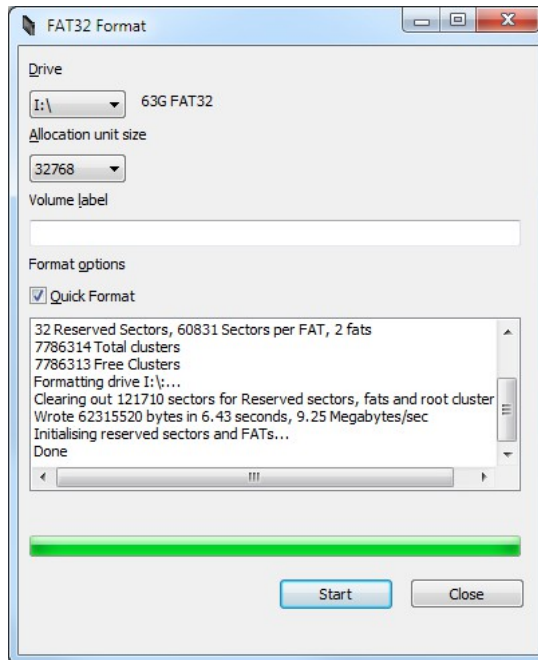 FAT32 Format
Drive
I:\ 63G FAT32
Allocation unit size
32768
Volume label
Format options
Quick Format
32 Reserved Sectors, 60831 Sectors per FAT, 2 fats
7786314 Total clusters
7786313 Free Clusters
Formatting drive I:\:...
Clearing out 121710 sectors for Reserved sectors, fats and root cluster
Wrote 62315520 bytes in 6.43 seconds, 9.25 Megabytes/sec
Initialising reserved sectors and FATs...
Done
Start Close